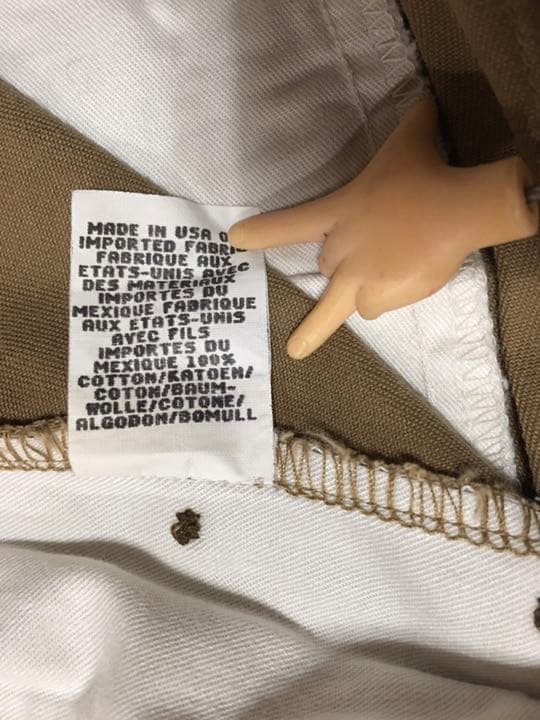 MADE IN USA O
IMPORTED FABRIC
FABRIQUE AUX
ETATS-UNIS AVEC
DES MATERIAUX
IMPORTES DU
MEXIQUE FABRIQUE
AUX ETATS-UNIS
AVEC FILS
IMPORTES DU
MEXIQUE 100%
COTTON/KATOEN/
COTON/BAUM-
WOLLE/COTONE/
ALGODON/BOMULL